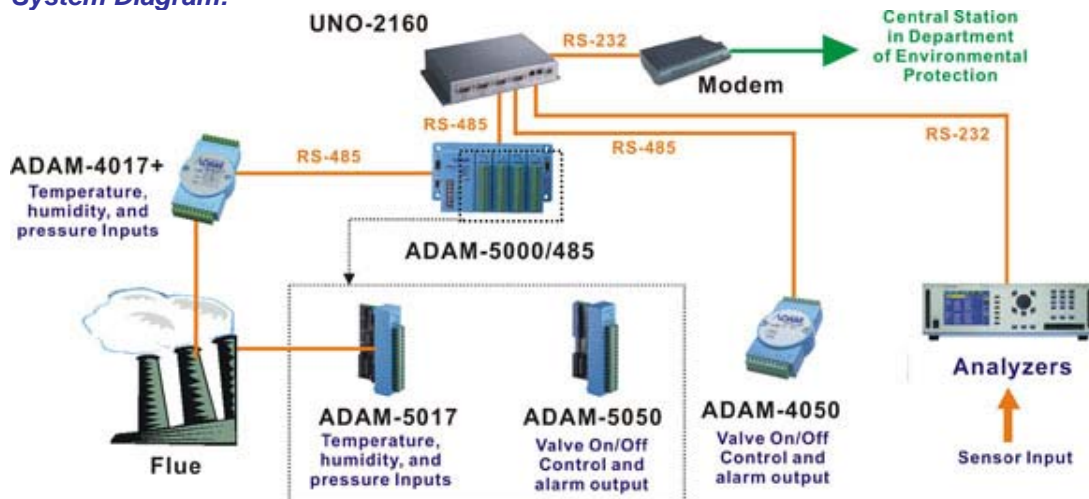 System Diagram:
UNO-2160
RS-232
Modem
Central Station
in Department
of Environmental
Protection
RS-485
RS-485
RS-485
RS-232
ADAM-4017+
Temperature,
humidity, and
pressure Inputs
ADAM-5000/485
Flue
ADAM-5017
Temperature,
humidity, and
pressure Inputs
ADAM-5050
Valve On/Off
Control and
alarm output
ADAM-4050
Valve On/Off
Control and
alarm output
Analyzers
Sensor Input
ADAM
ADAM